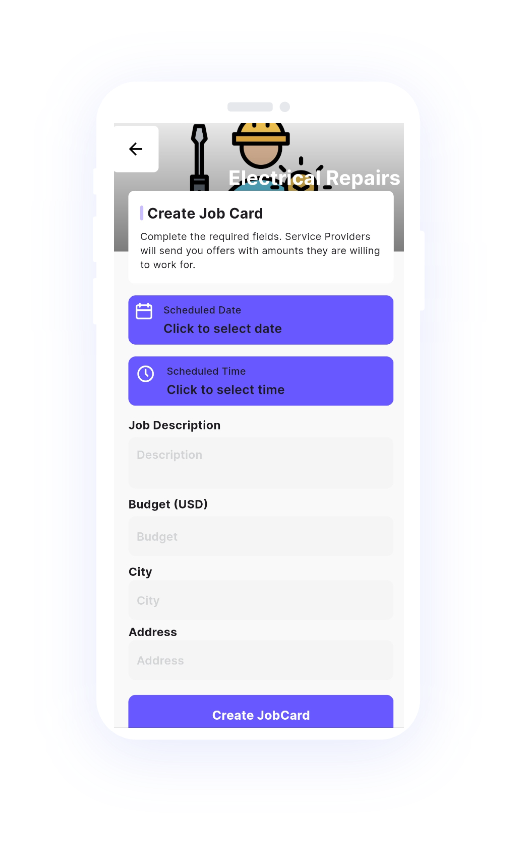 Electrical Repairs
Create Job Card
Complete the required fields. Service Providers
will send you offers with amounts they are willing
to work for.
Scheduled Date
Click to select date
Scheduled Time
Click to select time
Job Description
Description
Budget (USD)
Budget
City
City
Address
Address
Create JobCard